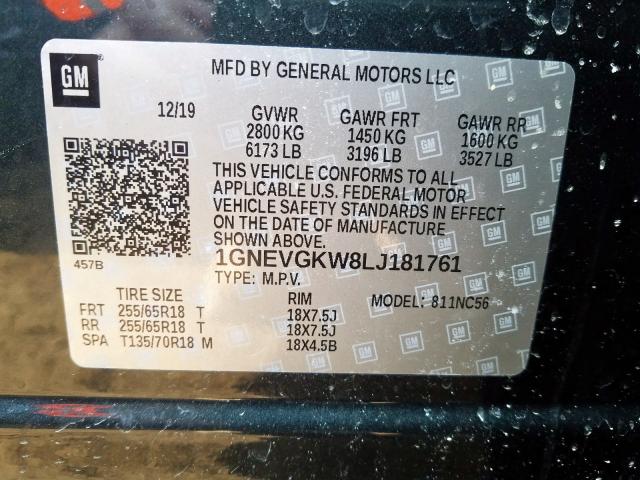 GM
MFD BY GENERAL MOTORS LLC
12/19 GVWR GAWR FRT GAWR RR
2800 KG 1450 KG 1600 KG
6173 LB 3196 LB 3527 LB
THIS VEHICLE CONFORMS TO ALL
APPLICABLE U.S. FEDERAL MOTOR
VEHICLE SAFETY STANDARDS IN EFFECT
ON THE DATE OF MANUFACTURE
SHOWN ABOVE.
457B 1GNEVGKW8LJ181761
TYPE: M.P.V.
TIRE SIZE RIM MODEL: 811NC56
FRT 255/65R18 T 18X7.5J
RR 255/65R18 T 18X7.5J
SPA T135/70R18 M 18X4.5B